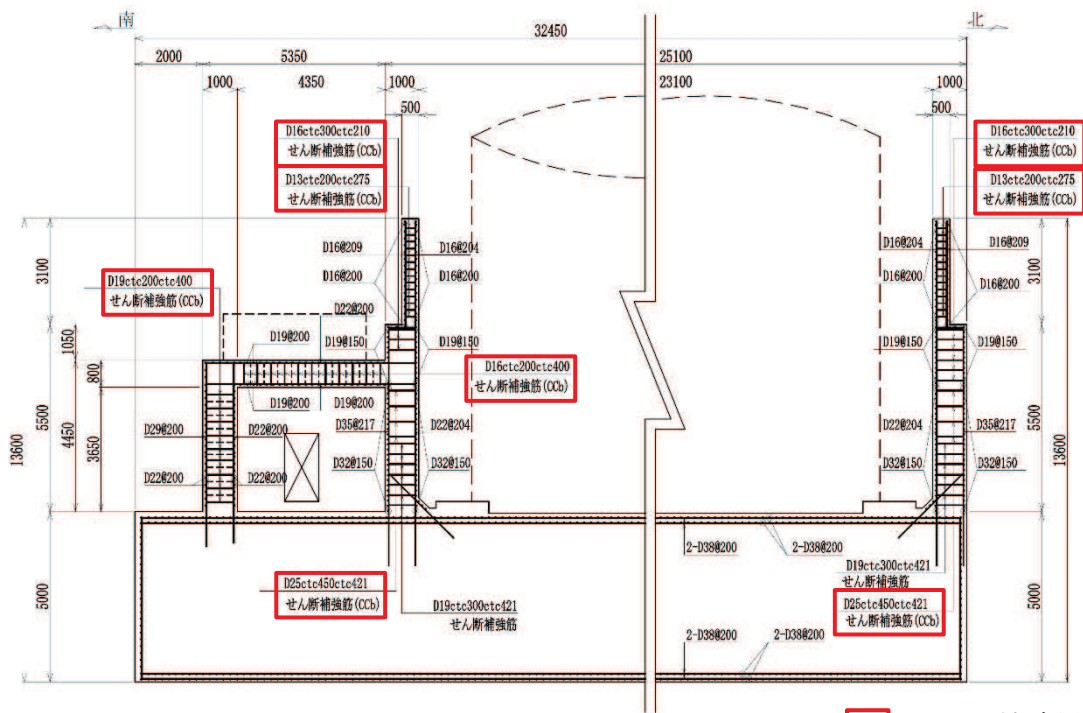 南
北
32450
2000
5350
25100
1000
4350
1000
23100
1000
500
500
D16ctc300ctc210
せん断補強筋(CCb)
D13ctc200ctc275
せん断補強筋(CCb)
D16ctc300ctc210
せん断補強筋(CCb)
D13ctc200ctc275
せん断補強筋(CCb)
D16@209
D16@204
D16@200
D16@200
D16@204
D16@209
D16@200
D16@200
3100
3100
D19ctc200ctc400
せん断補強筋(CCb)
D22@200
D19@200
D19@150
D19@150
D19@150
D19@150
1050
800
D16ctc200ctc400
せん断補強筋(CCb)
D19@200
D19@200
13600
5500
4450
3650
D29@200
D22@200
D35@217
D22@204
D22@204
D35@217
5500
13600
D22@200
D22@200
D32@150
D32@150
D32@150
D32@150
2-D38@200
2-D38@200
5000
D25ctc450ctc421
せん断補強筋(CCb)
D19ctc300ctc421
せん断補強筋
D19ctc300ctc421
せん断補強筋
D25ctc450ctc421
せん断補強筋(CCb)
5000
2-D38@200
2-D38@200